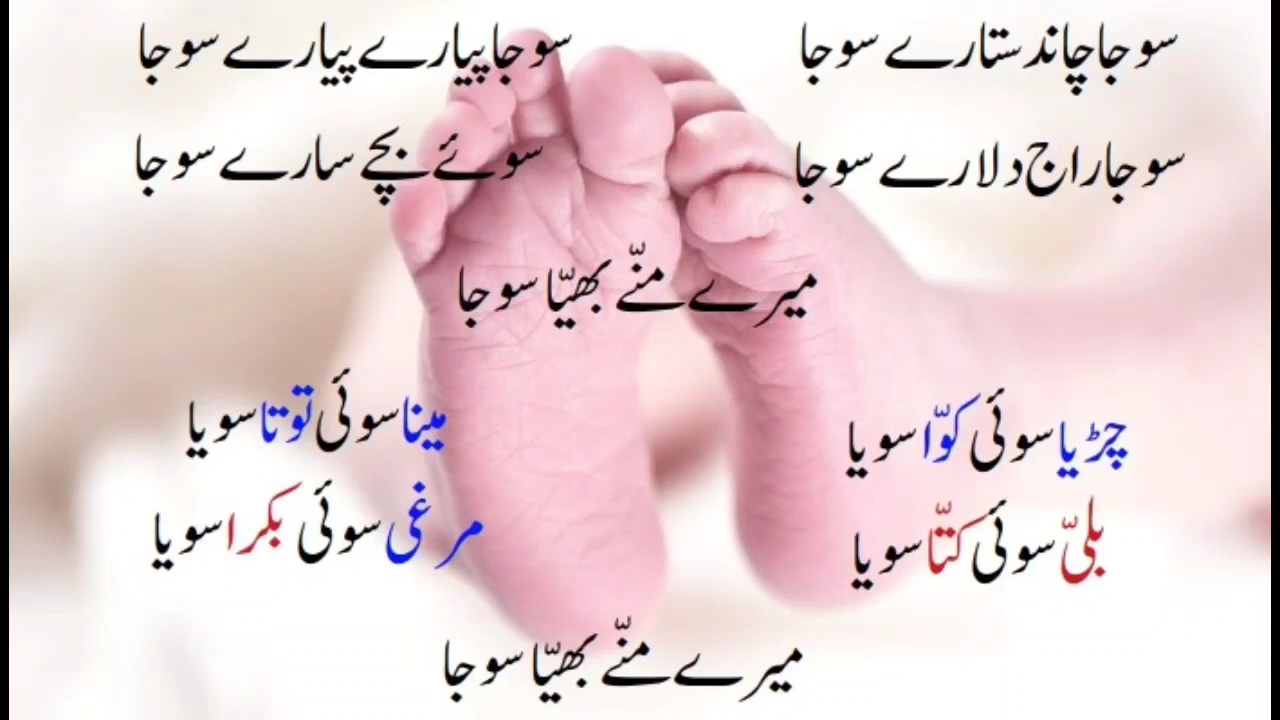 سو جا چاند ستارے سو جا
سو جا پیارے پیارے سو جا
سو جا راج دلارے سو جا
سوئے بچے سارے سو جا
میرے منّے بھیّا سو جا
چڑیا سوئی کوّا سویا
مینا سوئی توتا سویا
بلیّ سوئی کتّا سویا
مرغی سوئی بکرا سویا
میرے منّے بھیّا سو جا